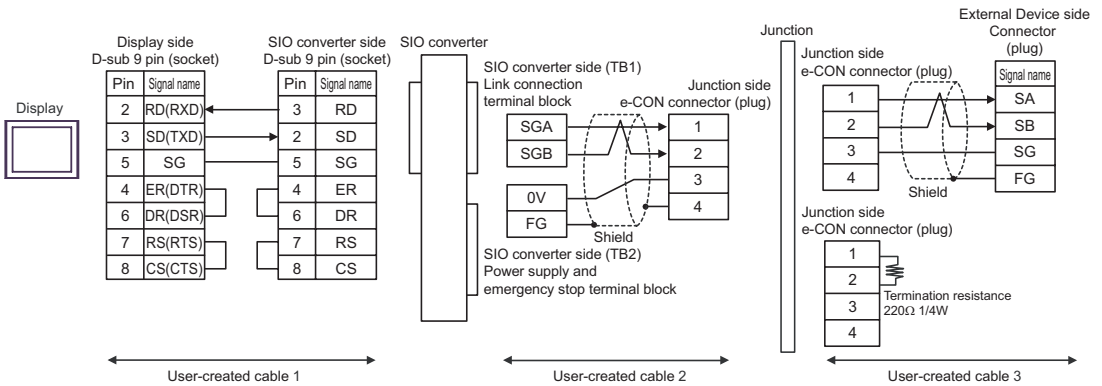 Display
Display side
D-sub 9 pin (socket)
Pin Signal name
2 RD(RXD)
3 SD(TXD)
5 SG
4 ER(DTR)
6 DR(DSR)
7 RS(RTS)
8 CS(CTS)
SIO converter side
D-sub 9 pin (socket)
Pin Signal name
3 RD
2 SD
5 SG
4 ER
6 DR
7 RS
8 CS
User-created cable 1
SIO converter
SIO converter side (TB1)
Link connection
terminal block
SGA
SGB
0V
FG
Shield
SIO converter side (TB2)
Power supply and
emergency stop terminal block
Junction side
e-CON connector (plug)
1
2
3
4
User-created cable 2
Junction
Junction side
e-CON connector (plug)
1
2
3
4
Shield
External Device side
Connector
(plug)
Signal name
SA
SB
SG
FG
Junction side
e-CON connector (plug)
1
2
3
4
Termination resistance
220Ω 1/4W
User-created cable 3